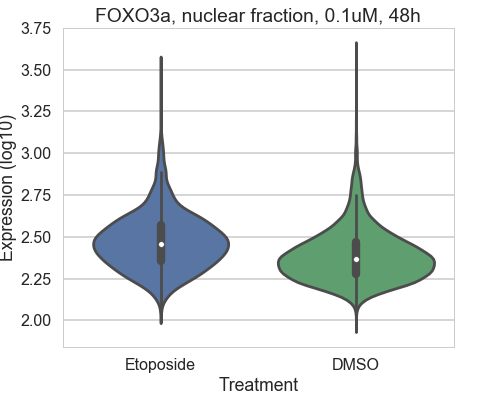 FOXO3a, nuclear fraction, 0.1uM, 48h
3.75
3.50
3.25
3.00
2.75
2.50
2.25
2.00
Expression (log10)
Etoposide
DMSO
Treatment